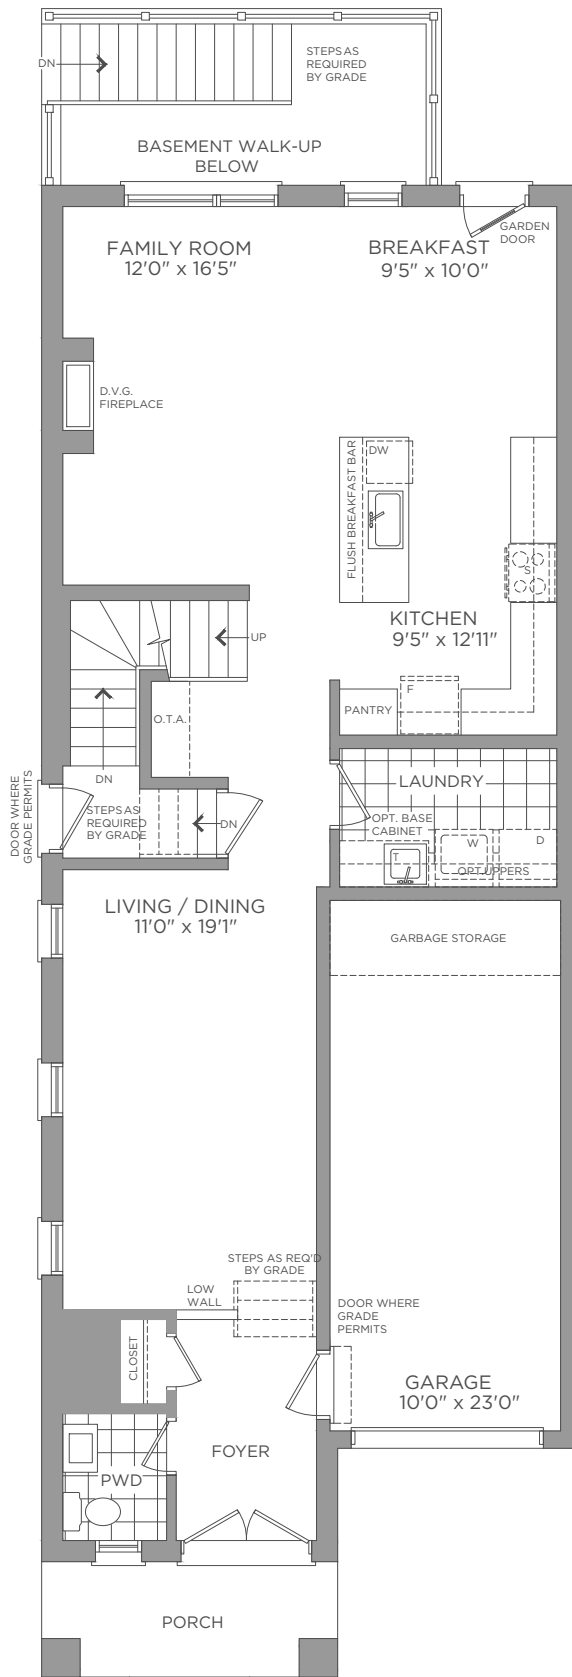 DN
STEPS AS
REQUIRED
BY GRADE
BASEMENT WALK-UP
BELOW
FAMILY ROOM
12'0" x 16'5"
BREAKFAST
9'5" x 10'0"
GARDEN
DOOR
D.V.G.
FIREPLACE
FLUSH BREAKFAST BAR
DW
S
KITCHEN
9'5" x 12'11"
UP
F
PANTRY
O.T.A.
DN
DOOR WHERE
GRADE PERMITS
STEPS AS
REQUIRED
BY GRADE
DN
LAUNDRY
OPT. BASE
CABINET
W
D
T
OPT.UPPERS
LIVING / DINING
11'0" x 19'1"
GARBAGE STORAGE
STEPS AS REQ'D
BY GRADE
LOW
WALL
DOOR WHERE
GRADE
PERMITS
CLOSET
GARAGE
10'0" x 23'0"
FOYER
PWD
PORCH